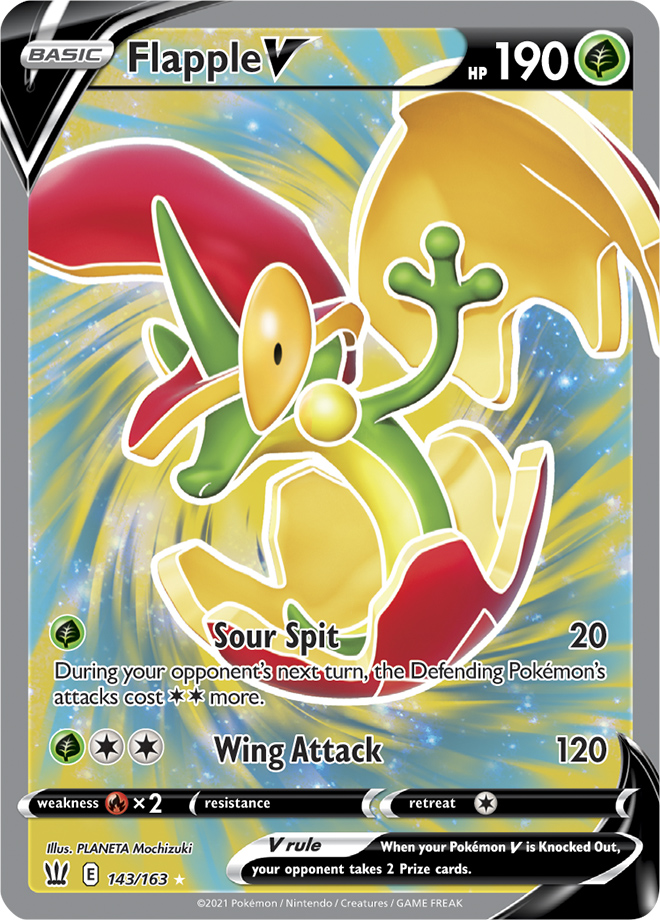 BASIC Flapple V HP 190
Sour Spit 20
During your opponent's next turn, the Defending Pokémon's
attacks cost more.
Wing Attack 120
weakness ×2 resistance retreat
Illus. PLANETA Mochizuki
V rule When your Pokémon V is Knocked Out,
your opponent takes 2 Prize cards.
E 143/163
©2021 Pokémon / Nintendo / Creatures / GAME FREAK